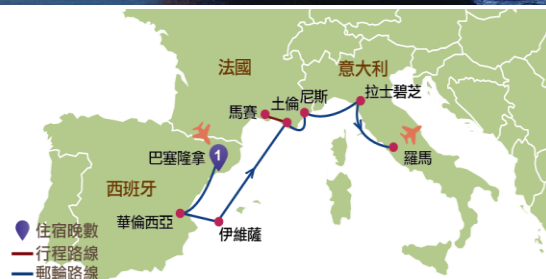 法國
意大利
尼斯
拉士碧芝
土倫
馬賽
巴塞隆拿
1
羅馬
西班牙
華倫西亞
伊維薩
住宿晚數
行程路線
郵輪路線